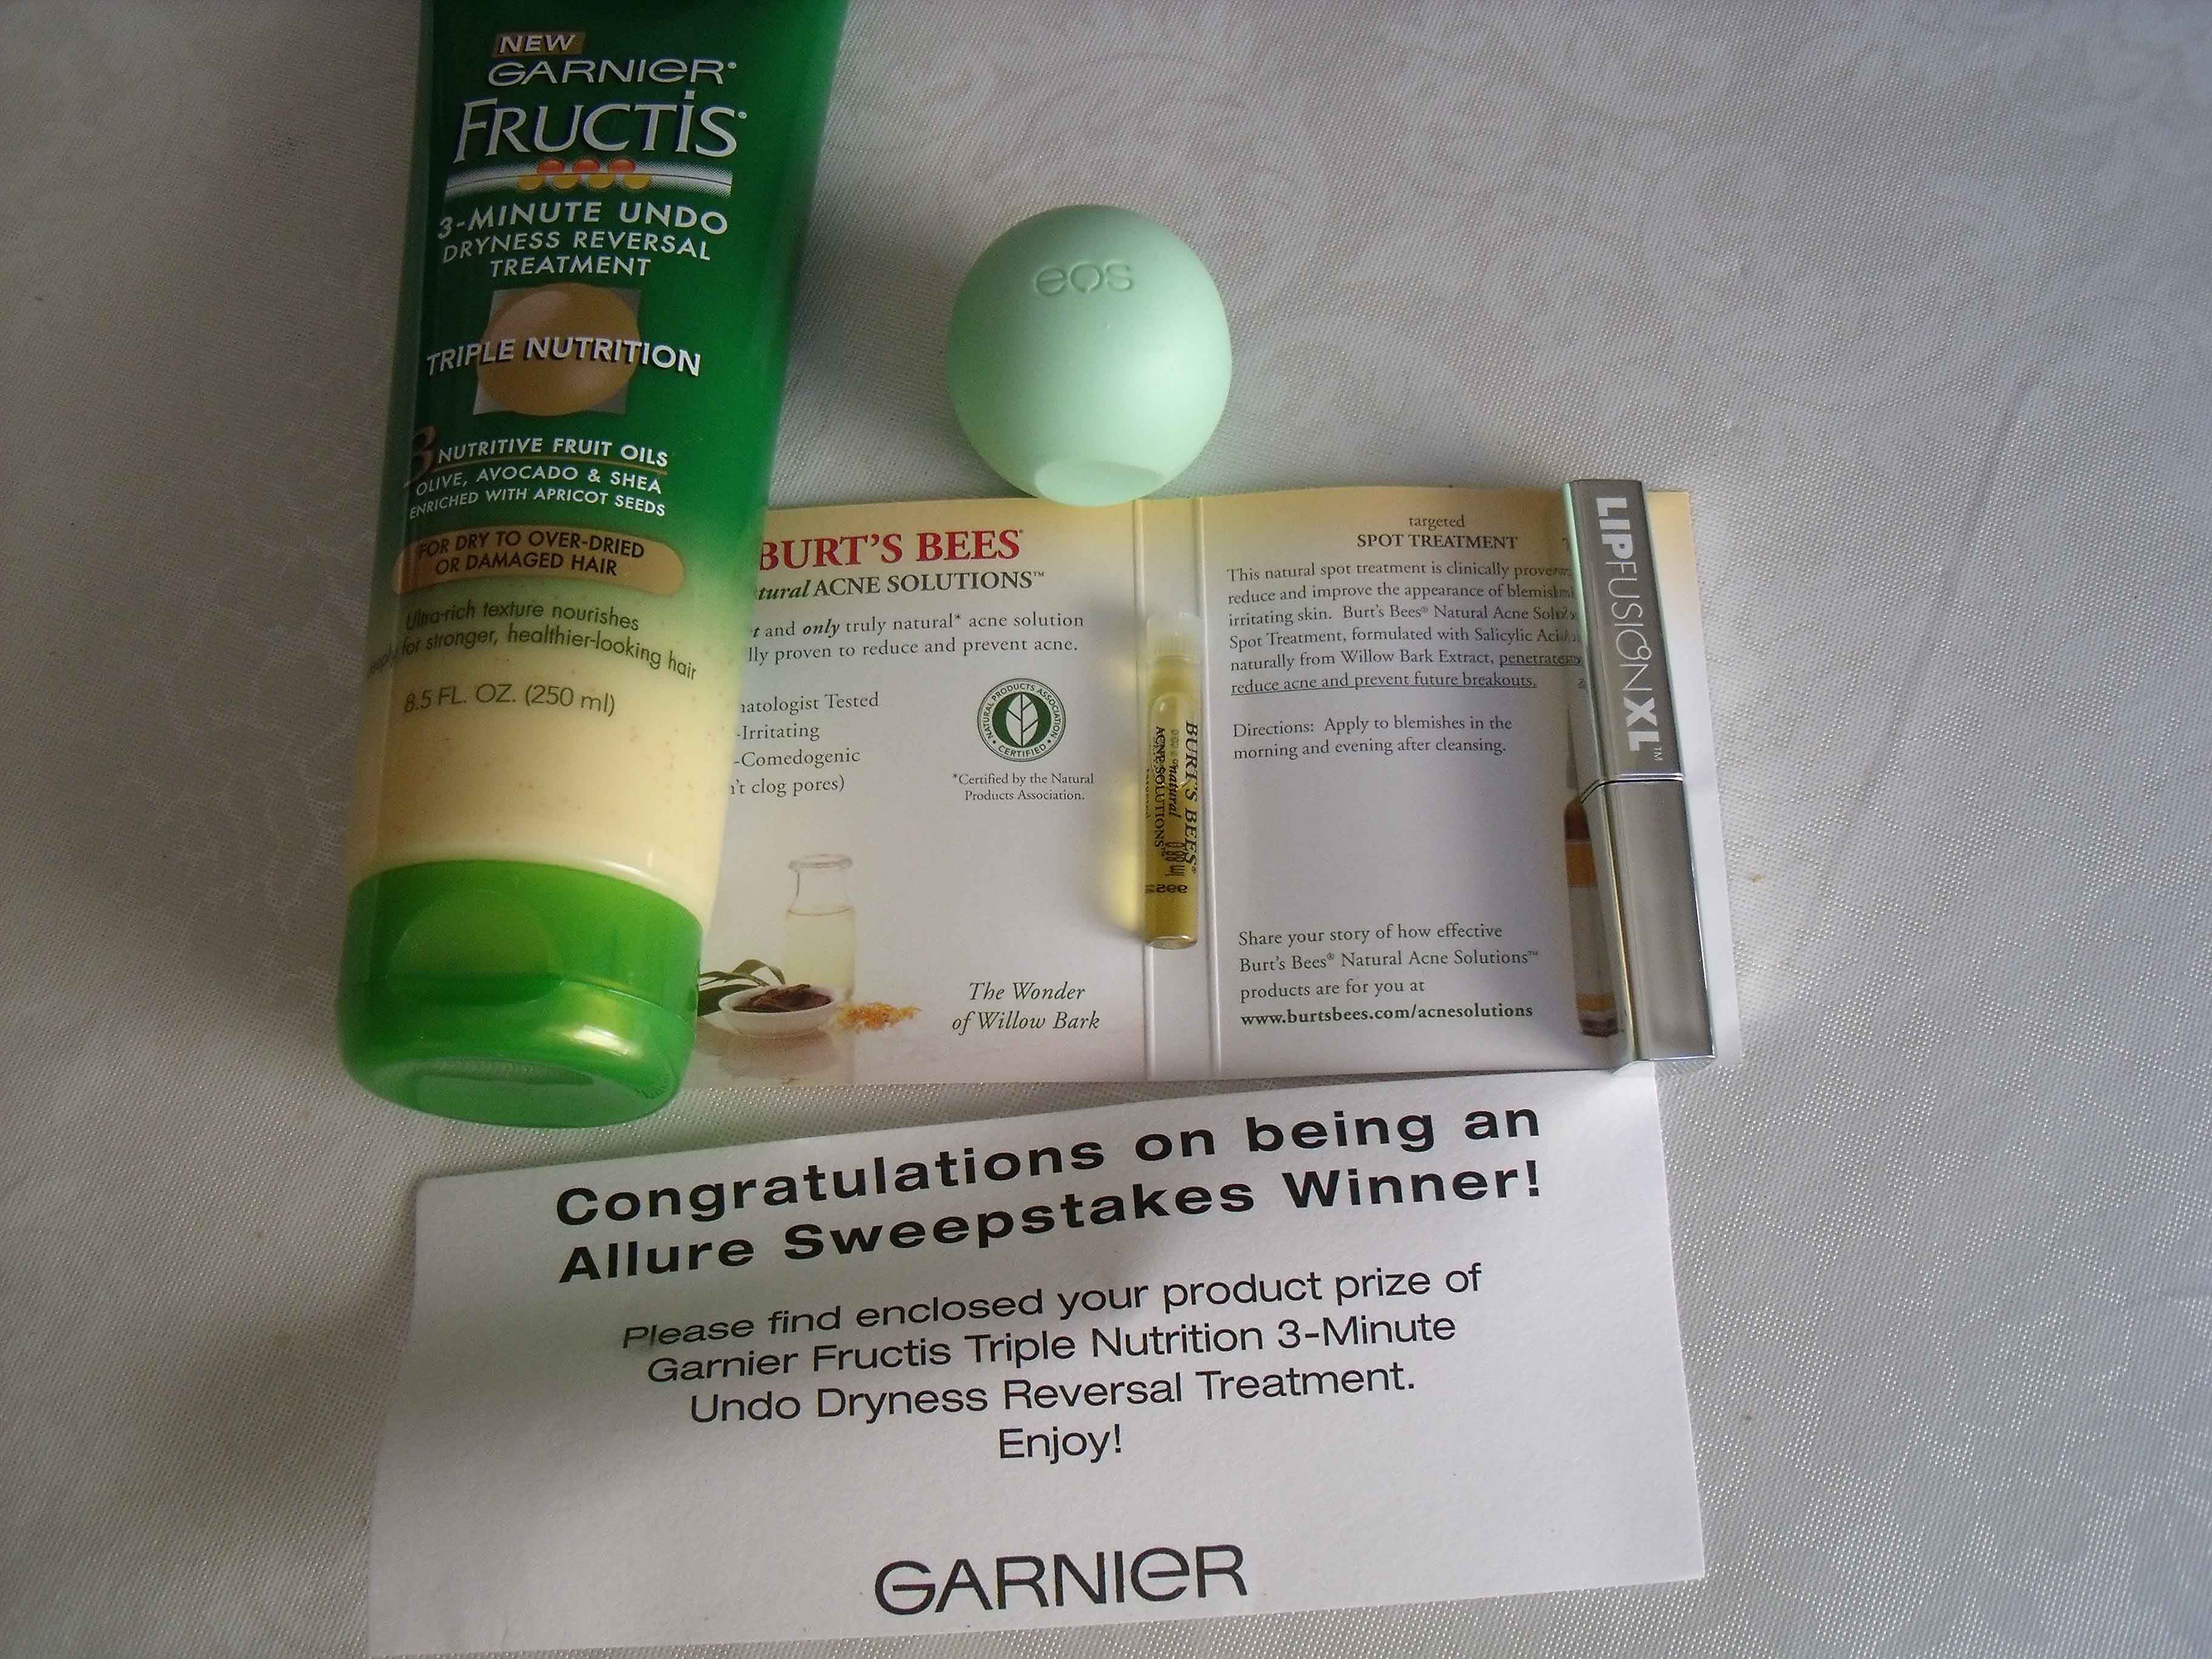 NEW
GARNIER®
FRUCTIS®
3-MINUTE UNDO
DRYNESS REVERSAL
TREATMENT
TRIPLE NUTRITION
3 NUTRITIVE FRUIT OILS
OLIVE, AVOCADO & SHEA
ENRICHED WITH APRICOT SEEDS
FOR DRY TO OVER-DRIED
OR DAMAGED HAIR
Ultra-rich texture nourishes
for stronger, healthier-looking hair
8.5 FL. OZ. (250 ml)
eos
BURT'S BEES®
ACNE SOLUTIONS™
and only truly natural* acne solution
proven to reduce and prevent acne.
Tested
-Irritating
-Comedogenic
clog pores)
NATURAL PRODUCTS ASSOCIATION
CERTIFIED
*Certified by the Natural
Products Association.
The Wonder
of Willow Bark
BURT'S BEES®
natural
ACNE SOLUTIONS™
targeted
SPOT TREATMENT
This natural spot treatment is clinically
reduce and improve the appearance of
irritating skin. Burt's Bees® Natural Acne
Spot Treatment, formulated with Salicylic
naturally from Willow Bark Extract,
reduce acne and prevent future breakouts.
Directions: Apply to blemishes in the
morning and evening after cleansing.
Share your story of how effective
Burt's Bees® Natural Acne Solutions™
products are for you at
www.burtsbees.com/acnesolutions
LIPFUSIONXL™
Congratulations on being an
Allure Sweepstakes Winner!
Please find enclosed your product prize of
Garnier Fructis Triple Nutrition 3-Minute
Undo Dryness Reversal Treatment.
Enjoy!
GARNIER